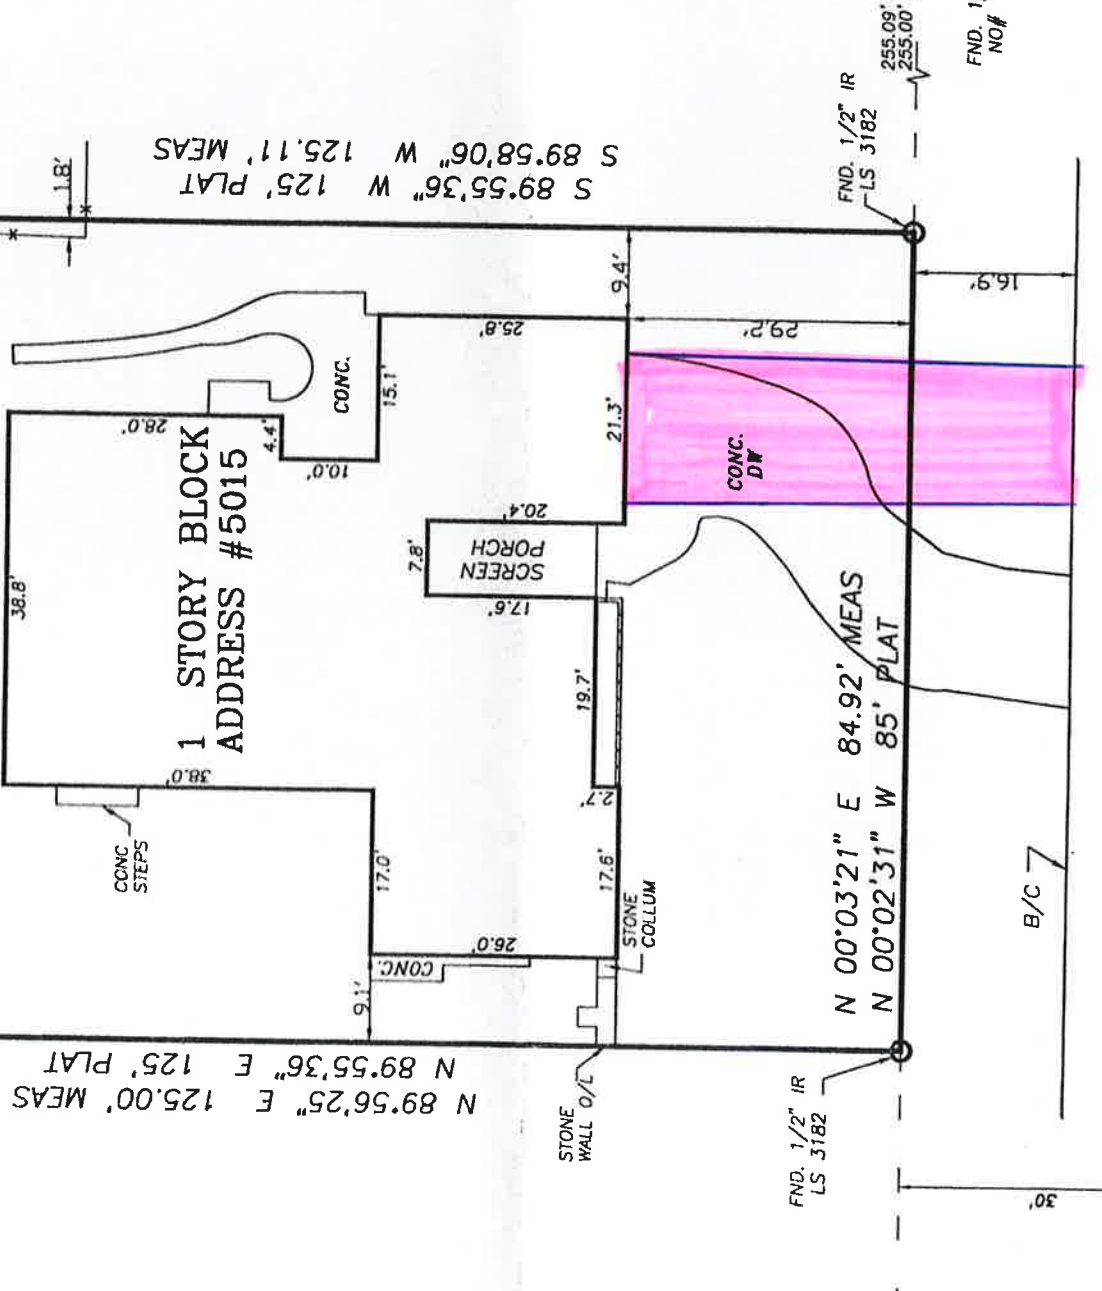 255.09'
255.00'
FND. 1
NO#
FND. 1/2" IR
LS 3182
S 89°58'06" W 125.11' MEAS
S 89°55'36" W 125' PLAT
1.8'
9.4'
16.9'
29.2'
25.8'
CONC.
15.1'
28.0'
4.4'
10.0'
21.3'
CONC.
DW
20.4'
7.8'
SCREEN
PORCH
17.6'
38.8'
1 STORY BLOCK
ADDRESS #5015
19.7'
2.7'
38.0'
CONC
STEPS
17.0'
17.6'
26.0'
STONE
COLLUM
CONC.
9.1'
N 00°03'21" E 84.92' MEAS
N 00°02'31" W 85' PLAT
B/C
N 89°56'25" E 125.00' MEAS
N 89°55'36" E 125' PLAT
STONE
WALL O/L
FND. 1/2" IR
LS 3182
30'